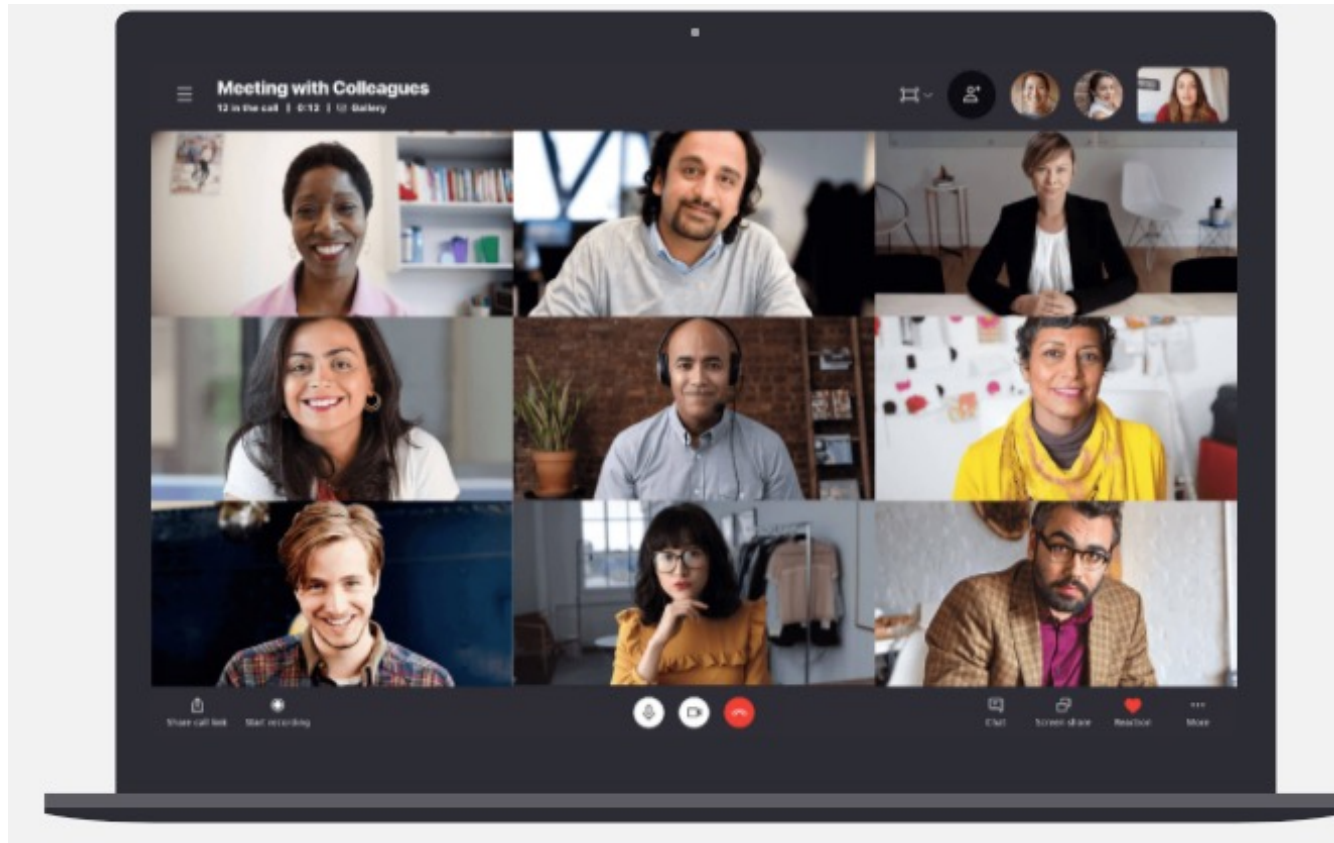 Meeting with Colleagues
12 in the call | 0:12 | Gallery
Share call link
Start recording
Chat
Screen share
Reaction
More